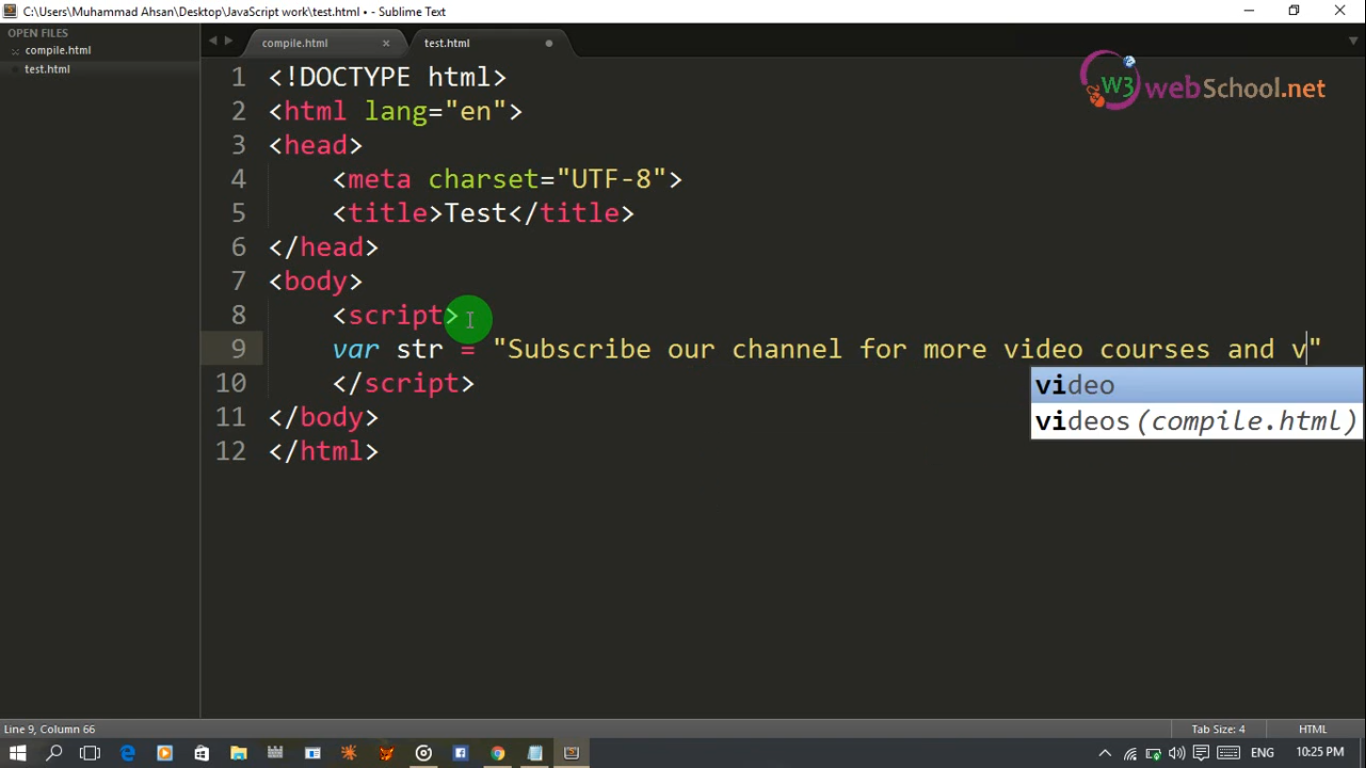 C:\Users\Muhammad Ahsan\Desktop\JavaScript work\test.html • - Sublime Text
OPEN FILES
compile.html
test.html
compile.html × test.html
W3 webSchool.net
1 <!DOCTYPE html>
2 <html lang="en">
3 <head>
4 <meta charset="UTF-8">
5 <title>Test</title>
6 </head>
7 <body>
8 <script>
9 var str = "Subscribe our channel for more video courses and v"
video
videos (compile.html)
10 </script>
11 </body>
12 </html>
Line 9, Column 66
Tab Size: 4
HTML
ENG
10:25 PM